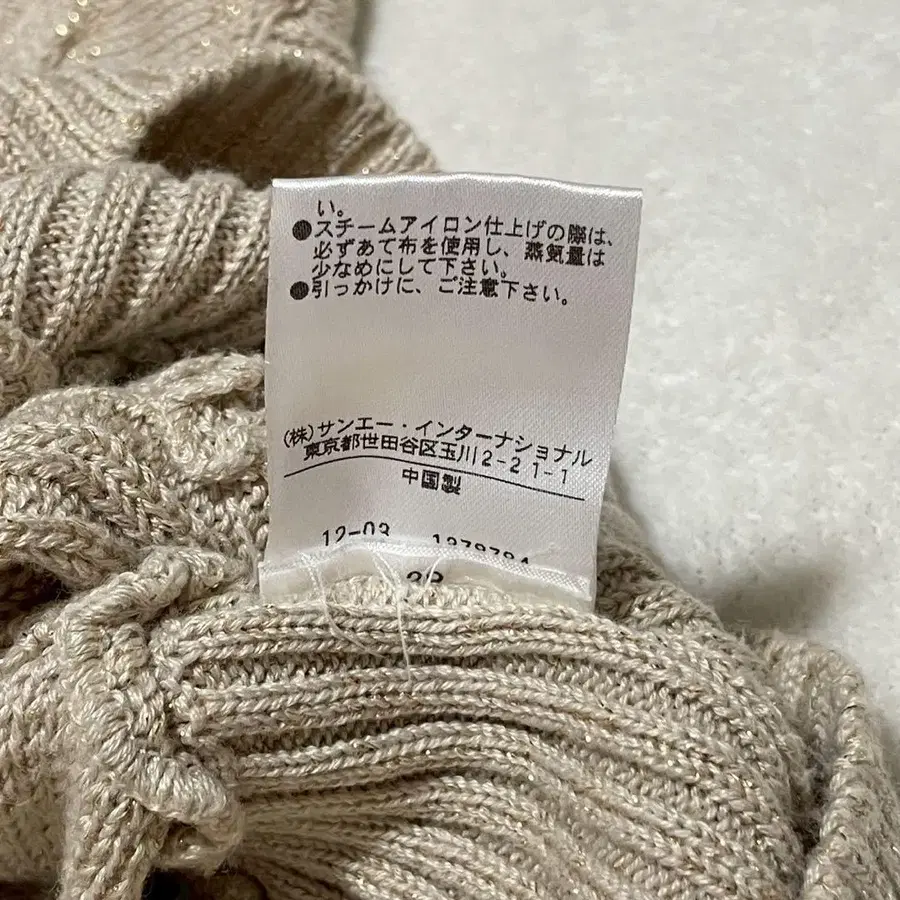 い。
●スチームアイロン仕上げの際は、
必ずあて布を使用し、蒸気量は
少なめにして下さい。
●引っかけに、ご注意下さい。
(株)サンエー・インターナショナル
東京都世田谷区玉川2-21-1
中国製
12-03